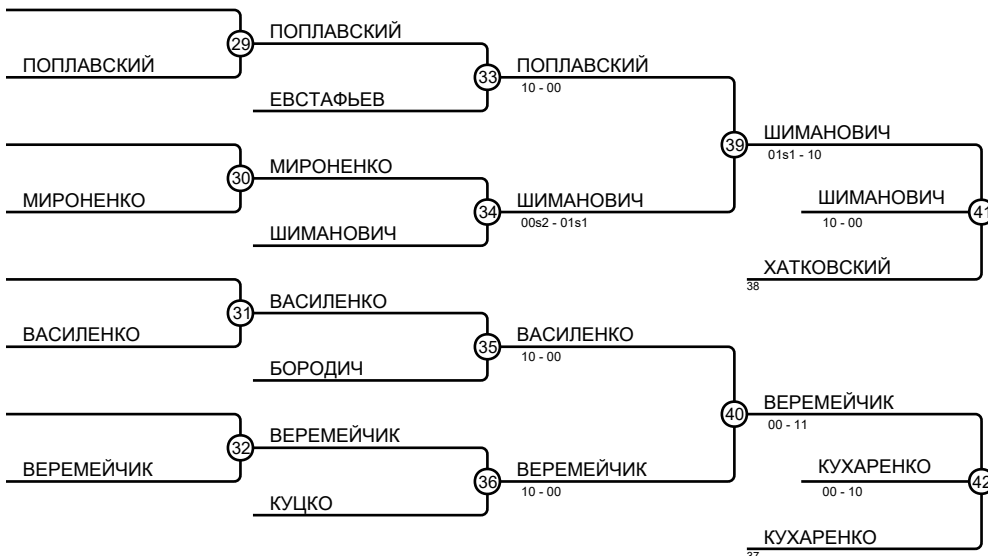 ПОПЛАВСКИЙ
29
ПОПЛАВСКИЙ
33
ПОПЛАВСКИЙ
10 - 00
ЕВСТАФЬЕВ
39
ШИМАНОВИЧ
01s1 - 10
МИРОНЕНКО
30
МИРОНЕНКО
34
ШИМАНОВИЧ
00s2 - 01s1
ШИМАНОВИЧ
ШИМАНОВИЧ
10 - 00
41
ХАТКОВСКИЙ
38
ВАСИЛЕНКО
31
ВАСИЛЕНКО
35
ВАСИЛЕНКО
10 - 00
БОРОДИЧ
40
ВЕРЕМЕЙЧИК
00 - 11
ВЕРЕМЕЙЧИК
32
ВЕРЕМЕЙЧИК
36
ВЕРЕМЕЙЧИК
10 - 00
КУЦКО
КУХАРЕНКО
00 - 10
42
КУХАРЕНКО
37